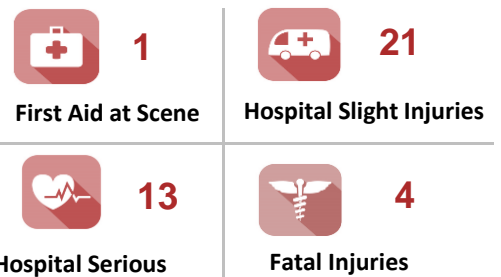 1
First Aid at Scene
21
Hospital Slight Injuries
13
Hospital Serious
4
Fatal Injuries